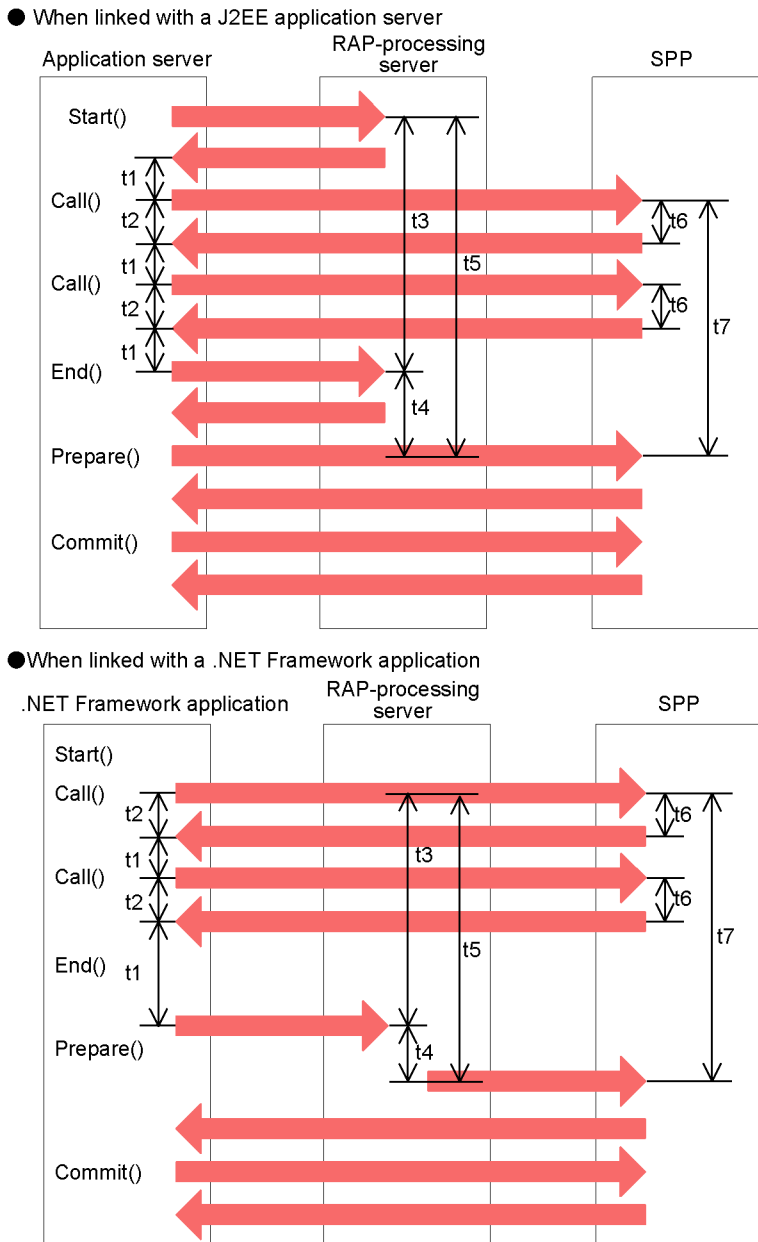 ● When linked with a J2EE application server
RAP-processing
server
Application server
SPP
Start()
t1
Call()
t2
t3
t6
t1
t5
Call()
t6
t2
t7
t1
End()
t4
Prepare()
Commit()
●When linked with a .NET Framework application
RAP-processing
server
.NET Framework application
SPP
Start()
Call()
t2
t6
t3
t1
Call()
t2
t6
t7
t5
End()
t1
Prepare()
t4
Commit()